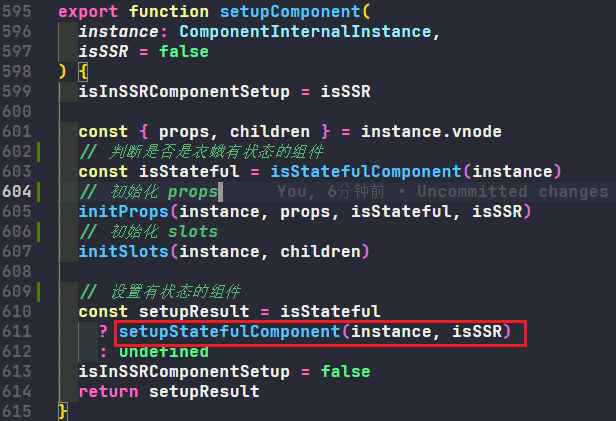 595 export function setupComponent(
596 instance: ComponentInternalInstance,
597 isSSR = false
598 ) {
599 isInSSRComponentSetup = isSSR
600
601 const { props, children } = instance.vnode
602 // 判断是否是衣蛾有状态的组件
603 const isStateful = isStatefulComponent(instance)
604 // 初始化 props You, 6分钟前 • Uncommitted changes
605 initProps(instance, props, isStateful, isSSR)
606 // 初始化 slots
607 initSlots(instance, children)
608
609 // 设置有状态的组件
610 const setupResult = isStateful
611 ? setupStatefulComponent(instance, isSSR)
612 : undefined
613 isInSSRComponentSetup = false
614 return setupResult
615 }